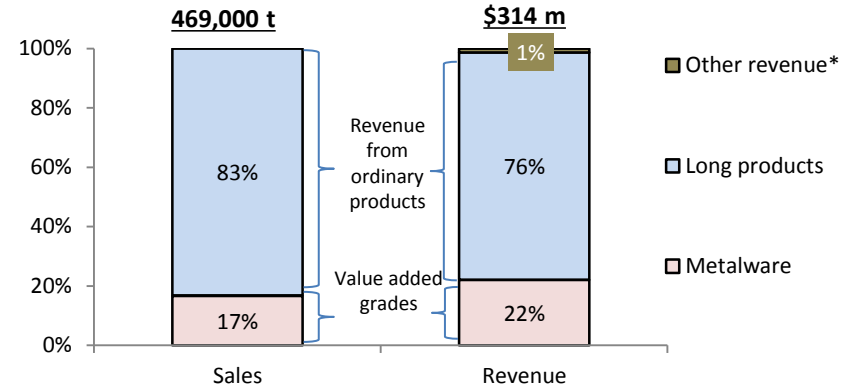 469,000 t
$314 m
100%
80%
60%
40%
20%
0%
83%
17%
1%
76%
22%
Revenue
from
ordinary
products
Value added
grades
Sales
Revenue
Other revenue*
Long products
Metalware